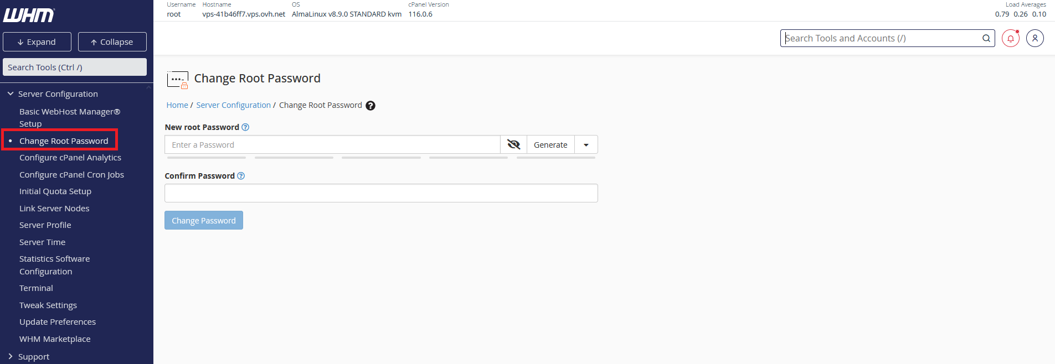 WHM
Username Hostname OS cPanel Version Load Averages
root vps-41b46ff7.vps.ovh.net AlmaLinux v8.9.0 STANDARD kvm 116.0.6 0.79 0.26 0.10
Expand Collapse
Search Tools and Accounts (/)
Search Tools (Ctrl /)
Server Configuration
Basic WebHost Manager®
Setup
Change Root Password
Configure cPanel Analytics
Configure cPanel Cron Jobs
Initial Quota Setup
Link Server Nodes
Server Profile
Server Time
Statistics Software
Configuration
Terminal
Tweak Settings
Update Preferences
WHM Marketplace
Support
Change Root Password
Home / Server Configuration / Change Root Password ?
New root Password ?
Enter a Password Generate
Confirm Password ?
Change Password